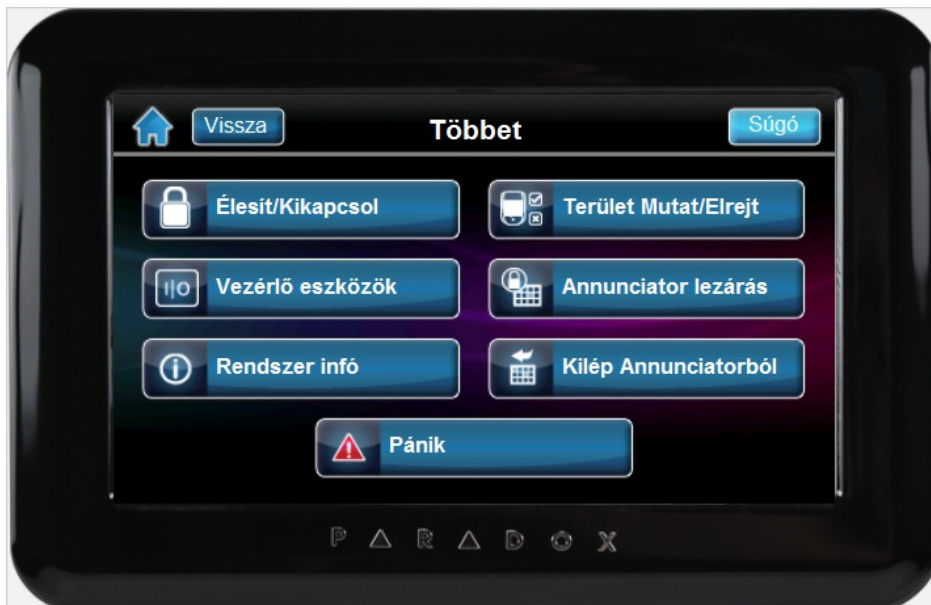 Vissza
Többet
Súgó
Élesít/Kikapcsol
Terület Mutat/Elrejt
Vezérlő eszközök
Annunciator lezárás
Rendszer infó
Kilép Annunciatorból
Pánik
PARADOX